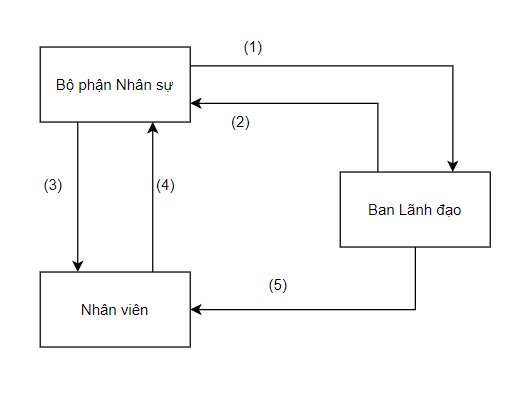 (1)
Bộ phận Nhân sự
(2)
(3)
(4)
Ban Lãnh đạo
(5)
Nhân viên